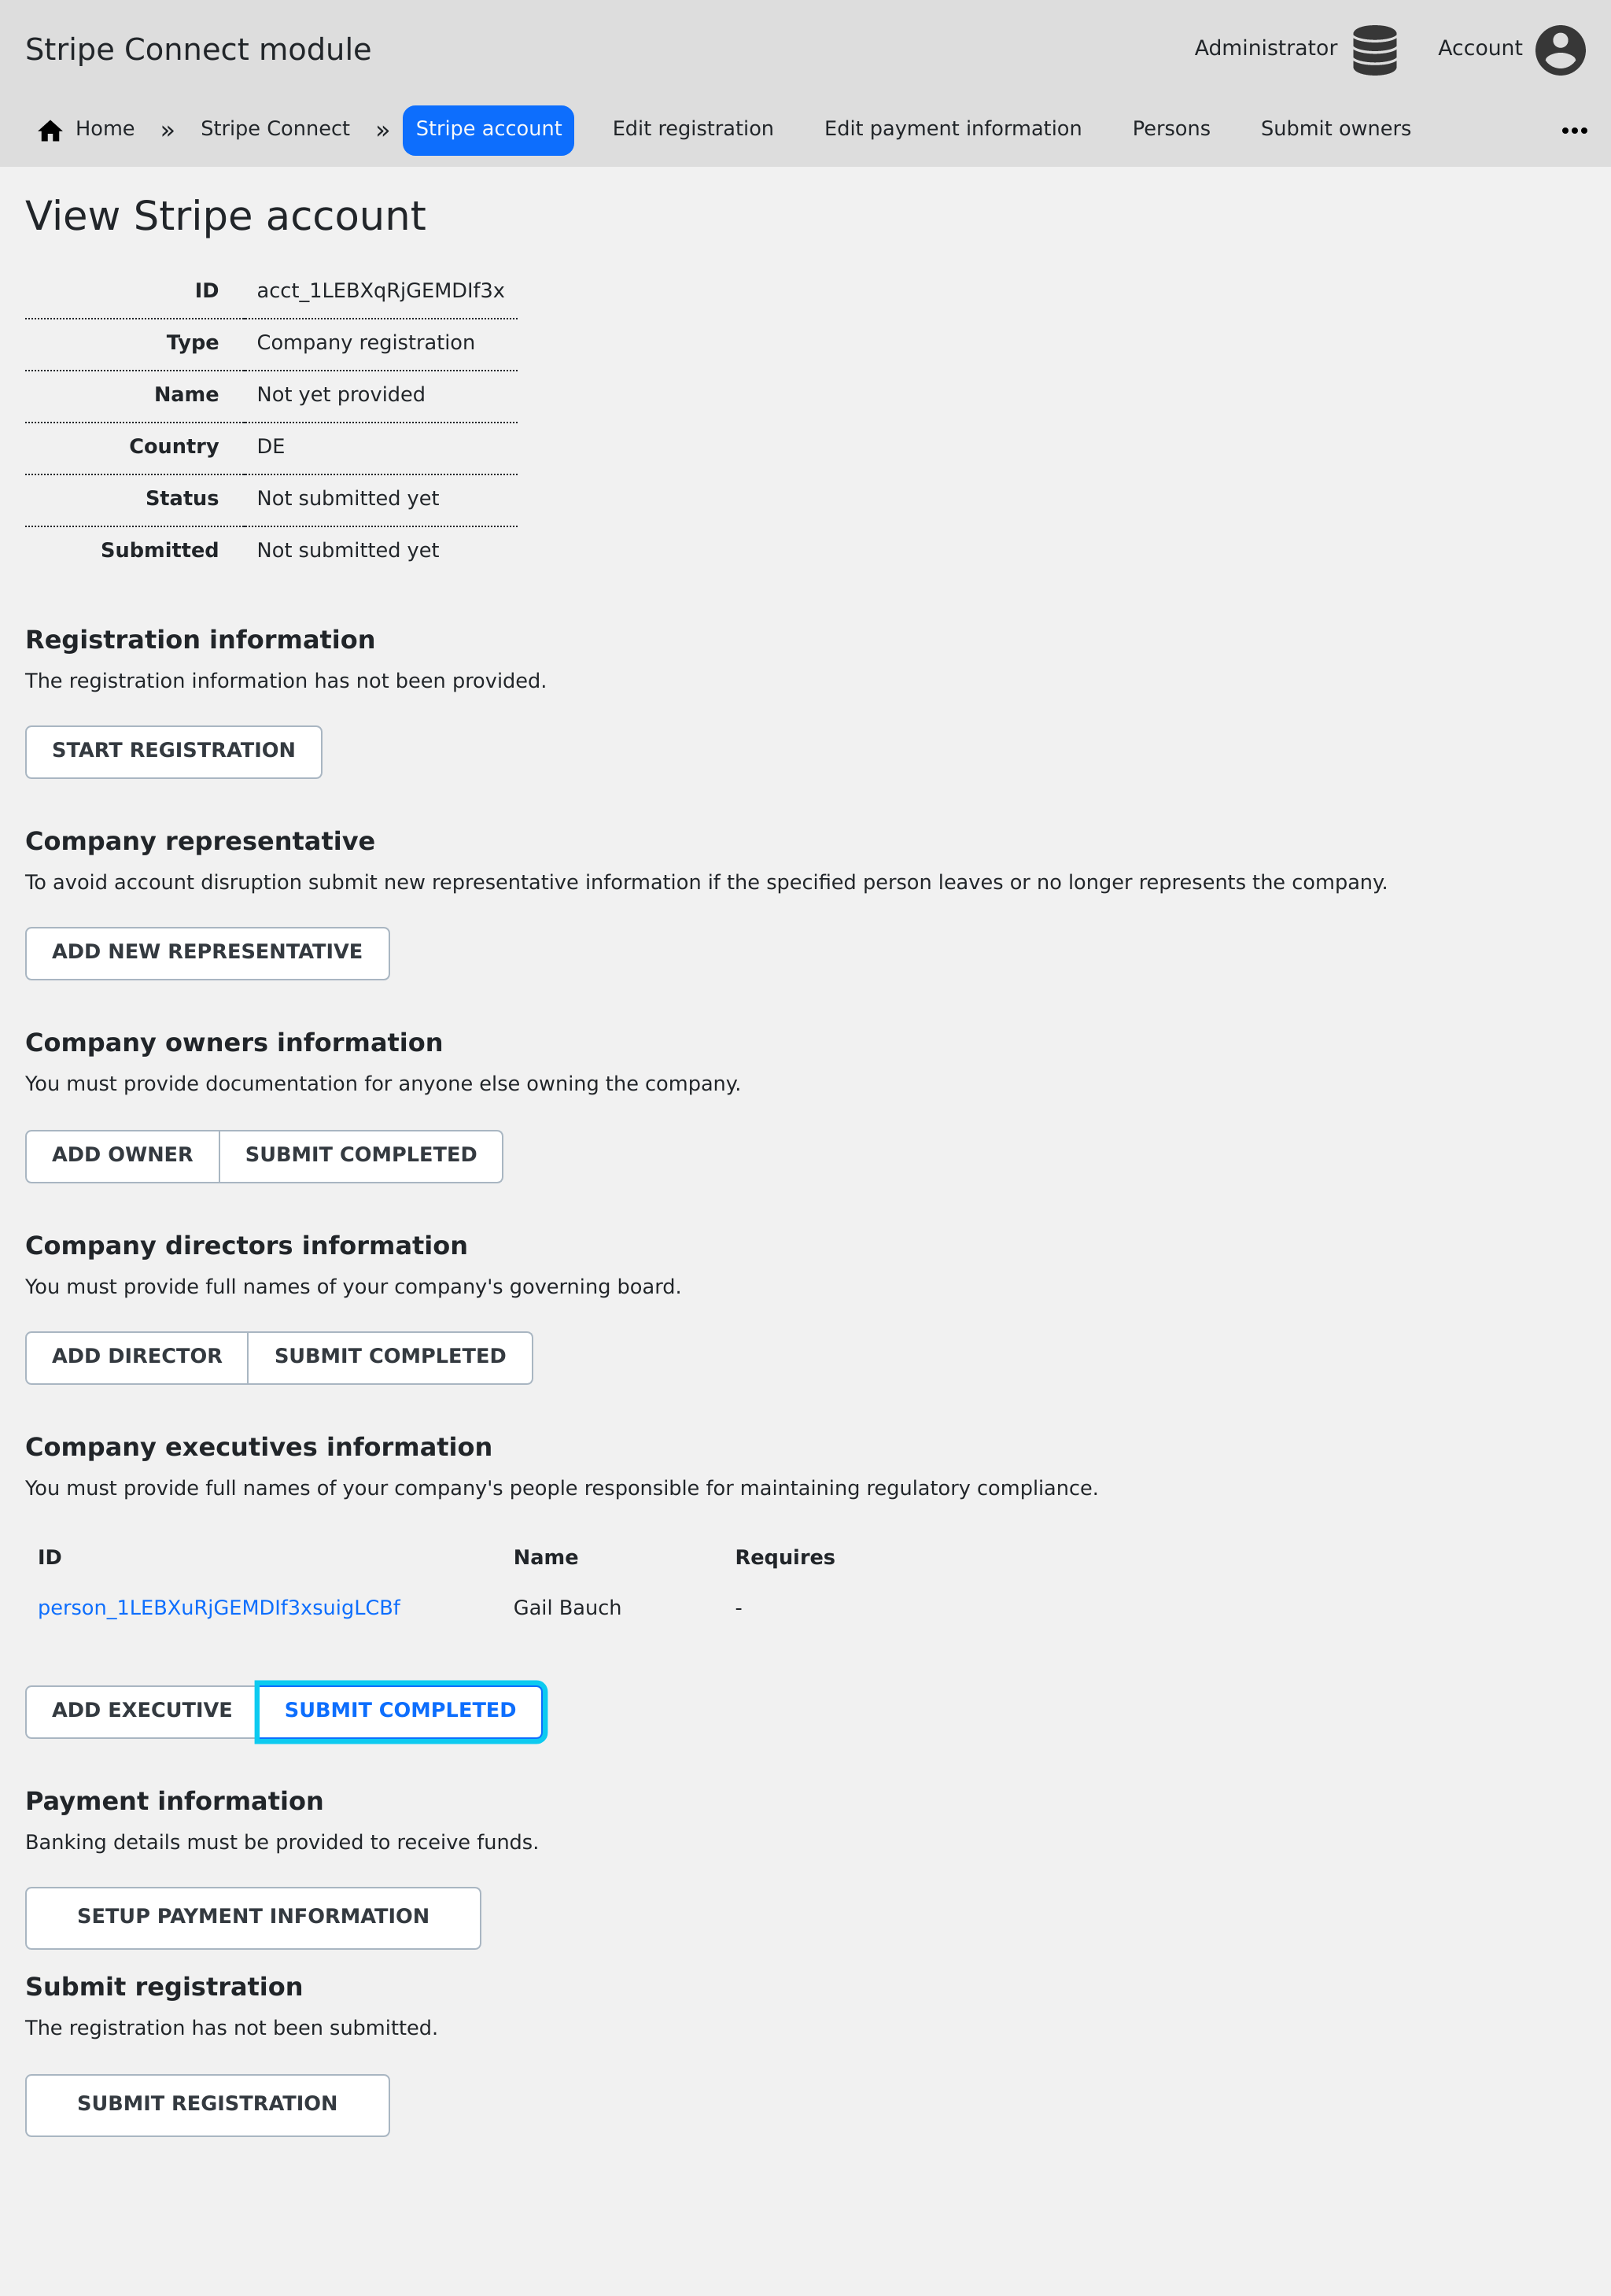 Stripe Connect module
Administrator
Account
Home » Stripe Connect » Stripe account Edit registration Edit payment information Persons Submit owners •••
View Stripe account
ID acct_1LEBXqRjGEMDIf3x
Type Company registration
Name Not yet provided
Country DE
Status Not submitted yet
Submitted Not submitted yet
Registration information
The registration information has not been provided.
START REGISTRATION
Company representative
To avoid account disruption submit new representative information if the specified person leaves or no longer represents the company.
ADD NEW REPRESENTATIVE
Company owners information
You must provide documentation for anyone else owning the company.
ADD OWNER SUBMIT COMPLETED
Company directors information
You must provide full names of your company's governing board.
ADD DIRECTOR SUBMIT COMPLETED
Company executives information
You must provide full names of your company's people responsible for maintaining regulatory compliance.
ID Name Requires
person_1LEBXuRjGEMDIf3xsuigLCBf Gail Bauch -
ADD EXECUTIVE SUBMIT COMPLETED
Payment information
Banking details must be provided to receive funds.
SETUP PAYMENT INFORMATION
Submit registration
The registration has not been submitted.
SUBMIT REGISTRATION